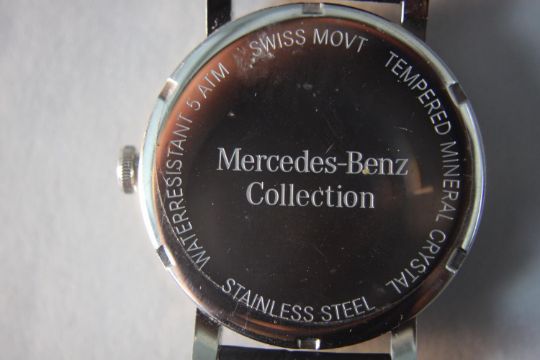 SWISS MOVT
TEMPERED MINERAL CRYSTAL
STAINLESS STEEL
WATERRESISTANT 5 ATM
Mercedes-Benz
Collection